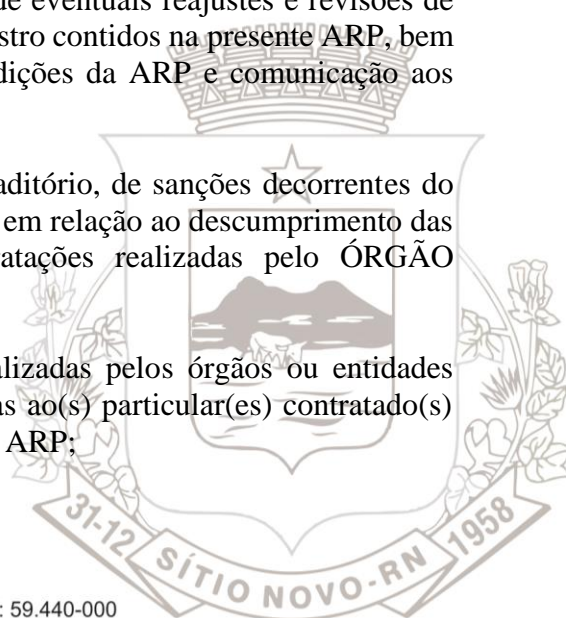 de eventuais reajustes e revisões de
stro contidos na presente ARP, bem
dições da ARP e comunicação aos
aditório, de sanções decorrentes do
em relação ao descumprimento das
ratações realizadas pelo ÓRGÃO
alizadas pelos órgãos ou entidades
as ao(s) particular(es) contratado(s)
ARP;
31-12 SÍTIO NOVO-RN 1958
: 59.440-000